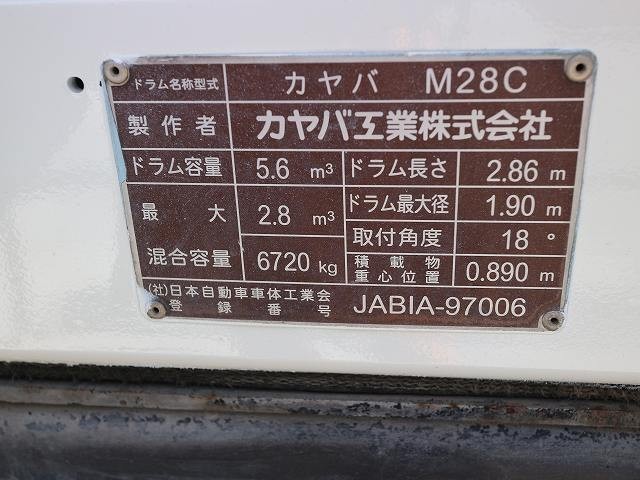 ドラム名称型式 カヤバ M28C
製作者 カヤバ工業株式会社
ドラム容量 5.6 m³ ドラム長さ 2.86 m
最大混合容量 2.8 m³ ドラム最大径 1.90 m
取付角度 18°
6720 kg 積載物重心位置 0.890 m
(社)日本自動車車体工業会
登録番号 JABIA-97006